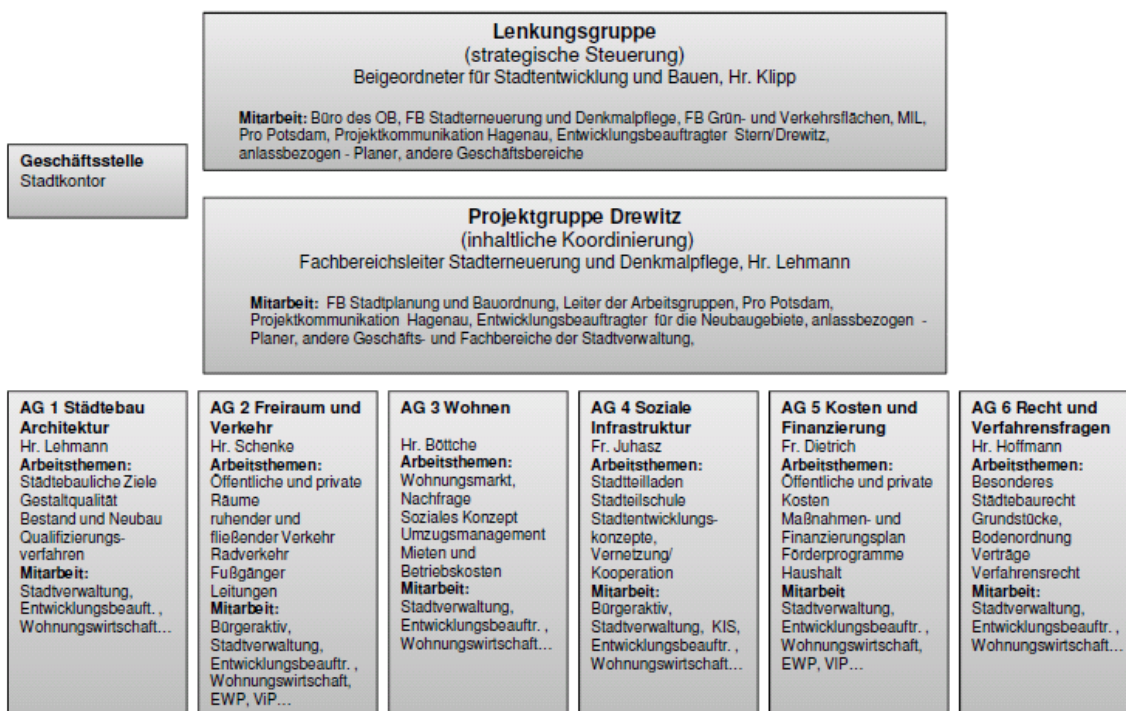 Lenkungsgruppe
(strategische Steuerung)
Beigeordneter für Stadtentwicklung und Bauen, Hr. Klipp
Mitarbeit: Büro des OB, FB Stadterneuerung und Denkmalpflege, FB Grün- und Verkehrsflächen, MIL,
Pro Potsdam, Projektkommunikation Hagenau, Entwicklungsbeauftragter Stern/Drewitz,
anlassbezogen - Planer, andere Geschäftsbereiche
Geschäftsstelle
Stadtkontor
Projektgruppe Drewitz
(inhaltliche Koordinierung)
Fachbereichsleiter Stadterneuerung und Denkmalpflege, Hr. Lehmann
Mitarbeit: FB Stadtplanung und Bauordnung, Leiter der Arbeitsgruppen, Pro Potsdam,
Projektkommunikation Hagenau, Entwicklungsbeauftragter für die Neubaugebiete, anlassbezogen -
Planer, andere Geschäfts- und Fachbereiche der Stadtverwaltung,
AG 1 Städtebau
Architektur
Hr. Lehmann
Arbeitsthemen:
Städtebauliche Ziele
Gestaltqualität
Bestand und Neubau
Qualifizierungs-
verfahren
Mitarbeit:
Stadtverwaltung,
Entwicklungsbeauft. ,
Wohnungswirtschaft...
AG 2 Freiraum und
Verkehr
Hr. Schenke
Arbeitsthemen:
Öffentliche und private
Räume
ruhender und
fließender Verkehr
Radverkehr
Fußgänger
Leitungen
Mitarbeit:
Bürgeraktiv,
Stadtverwaltung,
Entwicklungsbeauftr. ,
Wohnungswirtschaft,
EWP, ViP...
AG 3 Wohnen
Hr. Böttche
Arbeitsthemen:
Wohnungsmarkt,
Nachfrage
Soziales Konzept
Umzugsmanagement
Mieten und
Betriebskosten
Mitarbeit:
Stadtverwaltung,
Entwicklungsbeauftr. ,
Wohnungswirtschaft...
AG 4 Soziale
Infrastruktur
Fr. Juhasz
Arbeitsthemen:
Stadtteilladen
Stadteilschule
Stadtentwicklungs-
konzepte,
Vernetzung/
Kooperation
Mitarbeit:
Bürgeraktiv,
Stadtverwaltung, KIS,
Entwicklungsbeauftr. ,
Wohnungswirtschaft...
AG 5 Kosten und
Finanzierung
Fr. Dietrich
Arbeitsthemen:
Öffentliche und private
Kosten
Maßnahmen- und
Finanzierungsplan
Förderprogramme
Haushalt
Mitarbeit
Stadtverwaltung,
Entwicklungsbeauftr. ,
Wohnungswirtschaft,
EWP, VIP...
AG 6 Recht und
Verfahrensfragen
Hr. Hoffmann
Arbeitsthemen:
Besonderes
Städtebaurecht
Grundstücke,
Bodenordnung
Verträge
Verfahrensrecht
Mitarbeit:
Stadtverwaltung,
Entwicklungsbeauftr. ,
Wohnungswirtschaft...